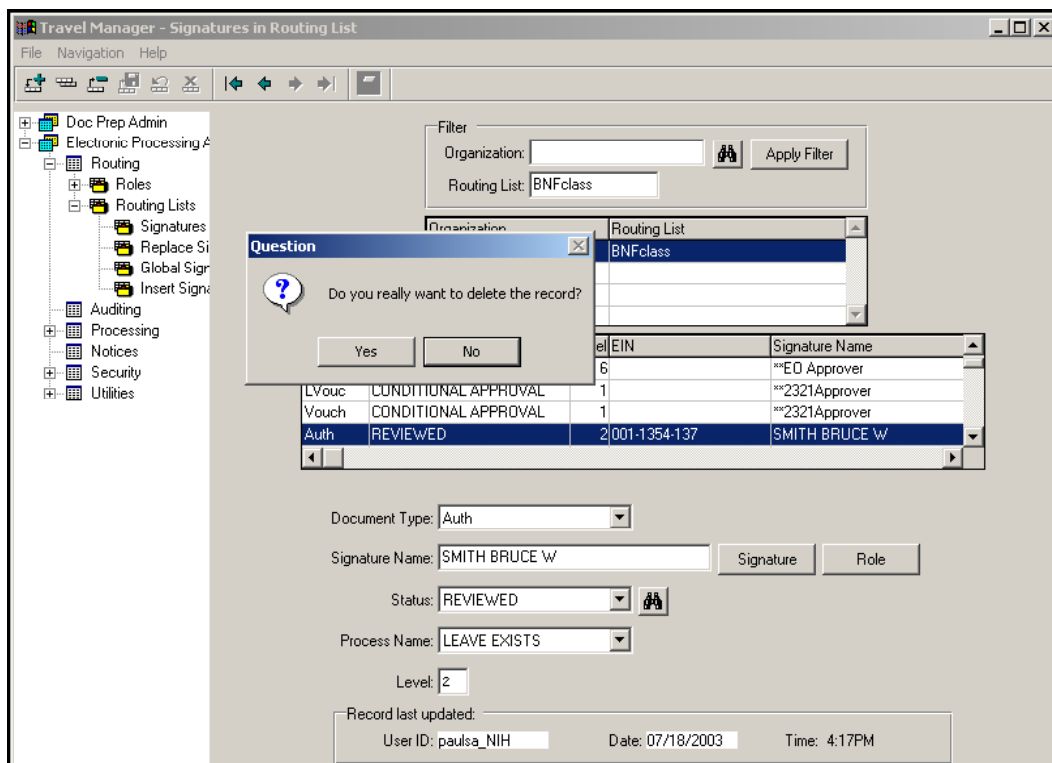 Travel Manager - Signatures in Routing List
File Navigation Help
Doc Prep Admin
Electronic Processing A
Routing
Roles
Routing Lists
Signatures
Replace Si
Global Sign
Insert Signa
Auditing
Processing
Notices
Security
Utilities
Filter
Organization:
Apply Filter
Routing List: BNFclass
Organization Routing List
BNFclass
Question
Do you really want to delete the record?
Yes No
el EIN Signature Name
6 **EO Approver
LVouc CONDITIONAL APPROVAL 1 **2321Approver
Vouch CONDITIONAL APPROVAL 1 **2321Approver
Auth REVIEWED 2 001-1354-137 SMITH BRUCE W
Document Type: Auth
Signature Name: SMITH BRUCE W Signature Role
Status: REVIEWED
Process Name: LEAVE EXISTS
Level: 2
Record last updated:
User ID: paulsa_NIH Date: 07/18/2003 Time: 4:17PM